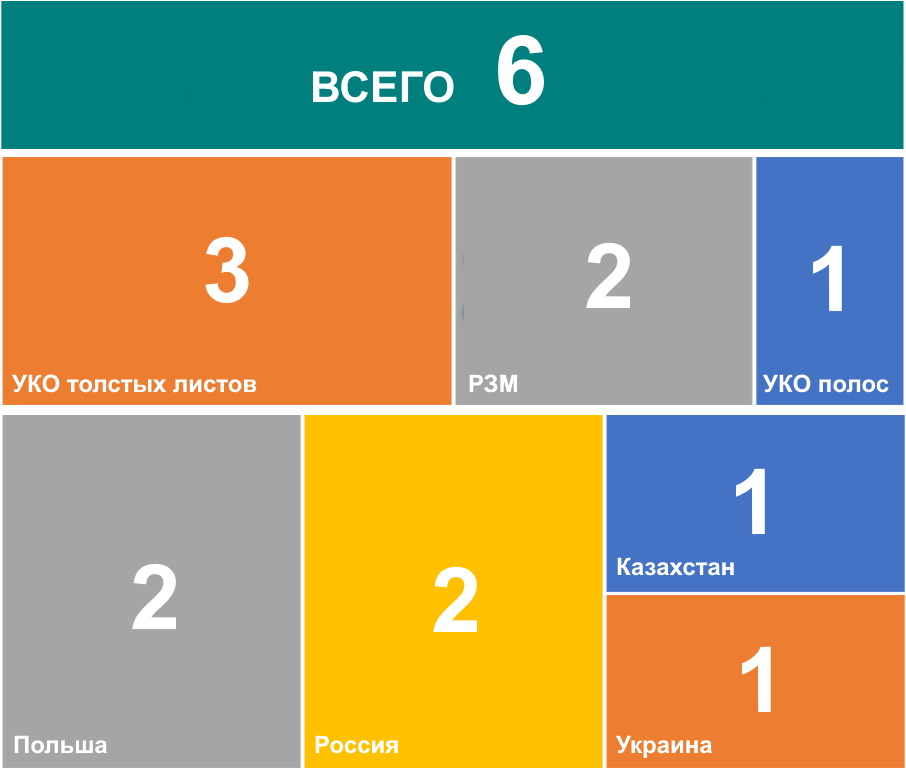 ВСЕГО 6
3
УКО толстых листов
2
РЗМ
1
УКО полос
2
Польша
2
Россия
1
Казахстан
1
Украина